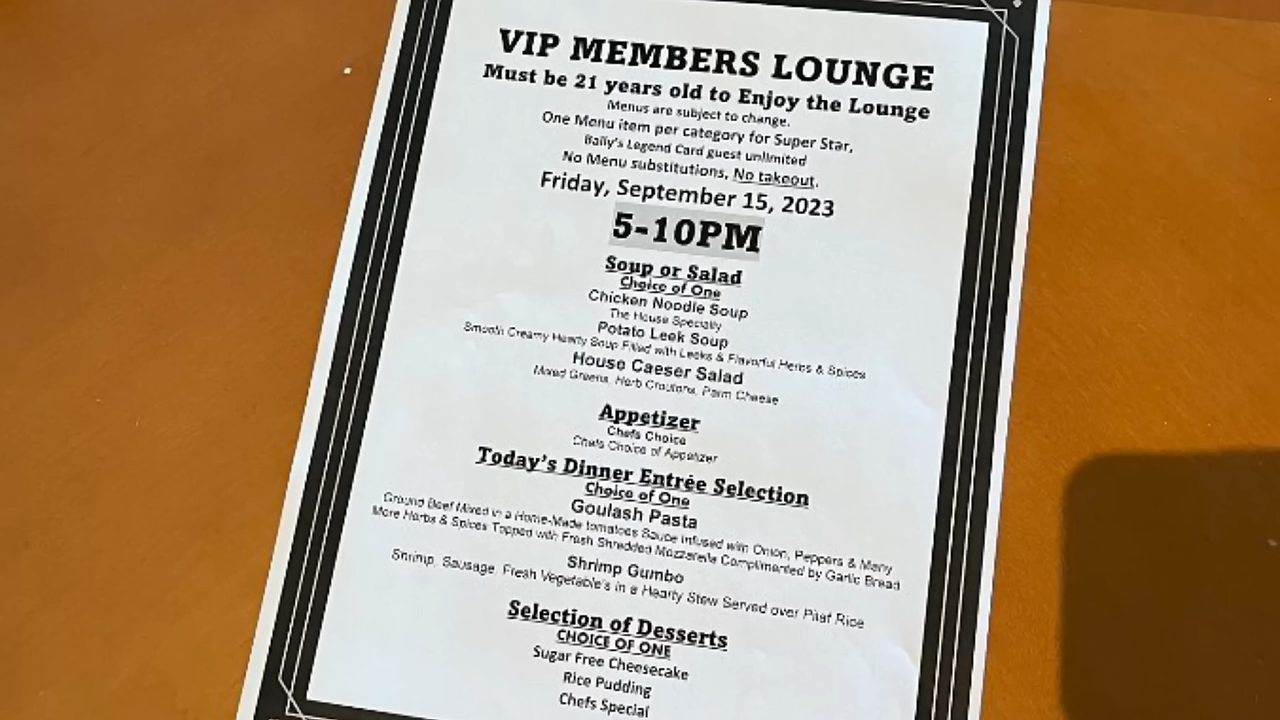 VIP MEMBERS LOUNGE
Must be 21 years old to Enjoy the Lounge
Menus are subject to change.
One Menu item per category for Super Star,
Bally's Legend Card guest unlimited
No Menu substitutions, No takeout.
Friday, September 15, 2023
5-10PM
Soup or Salad
Choice of One
Chicken Noodle Soup
The House Specialty
Potato Leek Soup
Smooth Creamy Hearty Soup Filled with Leeks & Flavorful Herbs & Spices
House Caeser Salad
Mixed Greens, Herb Croutons, Parm Cheese
Appetizer
Chefs Choice
Chefs Choice of Appetizer
Today's Dinner Entrée Selection
Choice of One
Goulash Pasta
Ground Beef Mixed in a Home-Made tomatoes Sauce Infused with Onion, Peppers & Many
More Herbs & Spices Topped with Fresh Shredded Mozzarella Complimented by Garlic Bread
Shrimp Gumbo
Shrimp, Sausage, Fresh Vegetable's in a Hearty Stew Served over Pilaf Rice
Selection of Desserts
CHOICE OF ONE
Sugar Free Cheesecake
Rice Pudding
Chefs Special